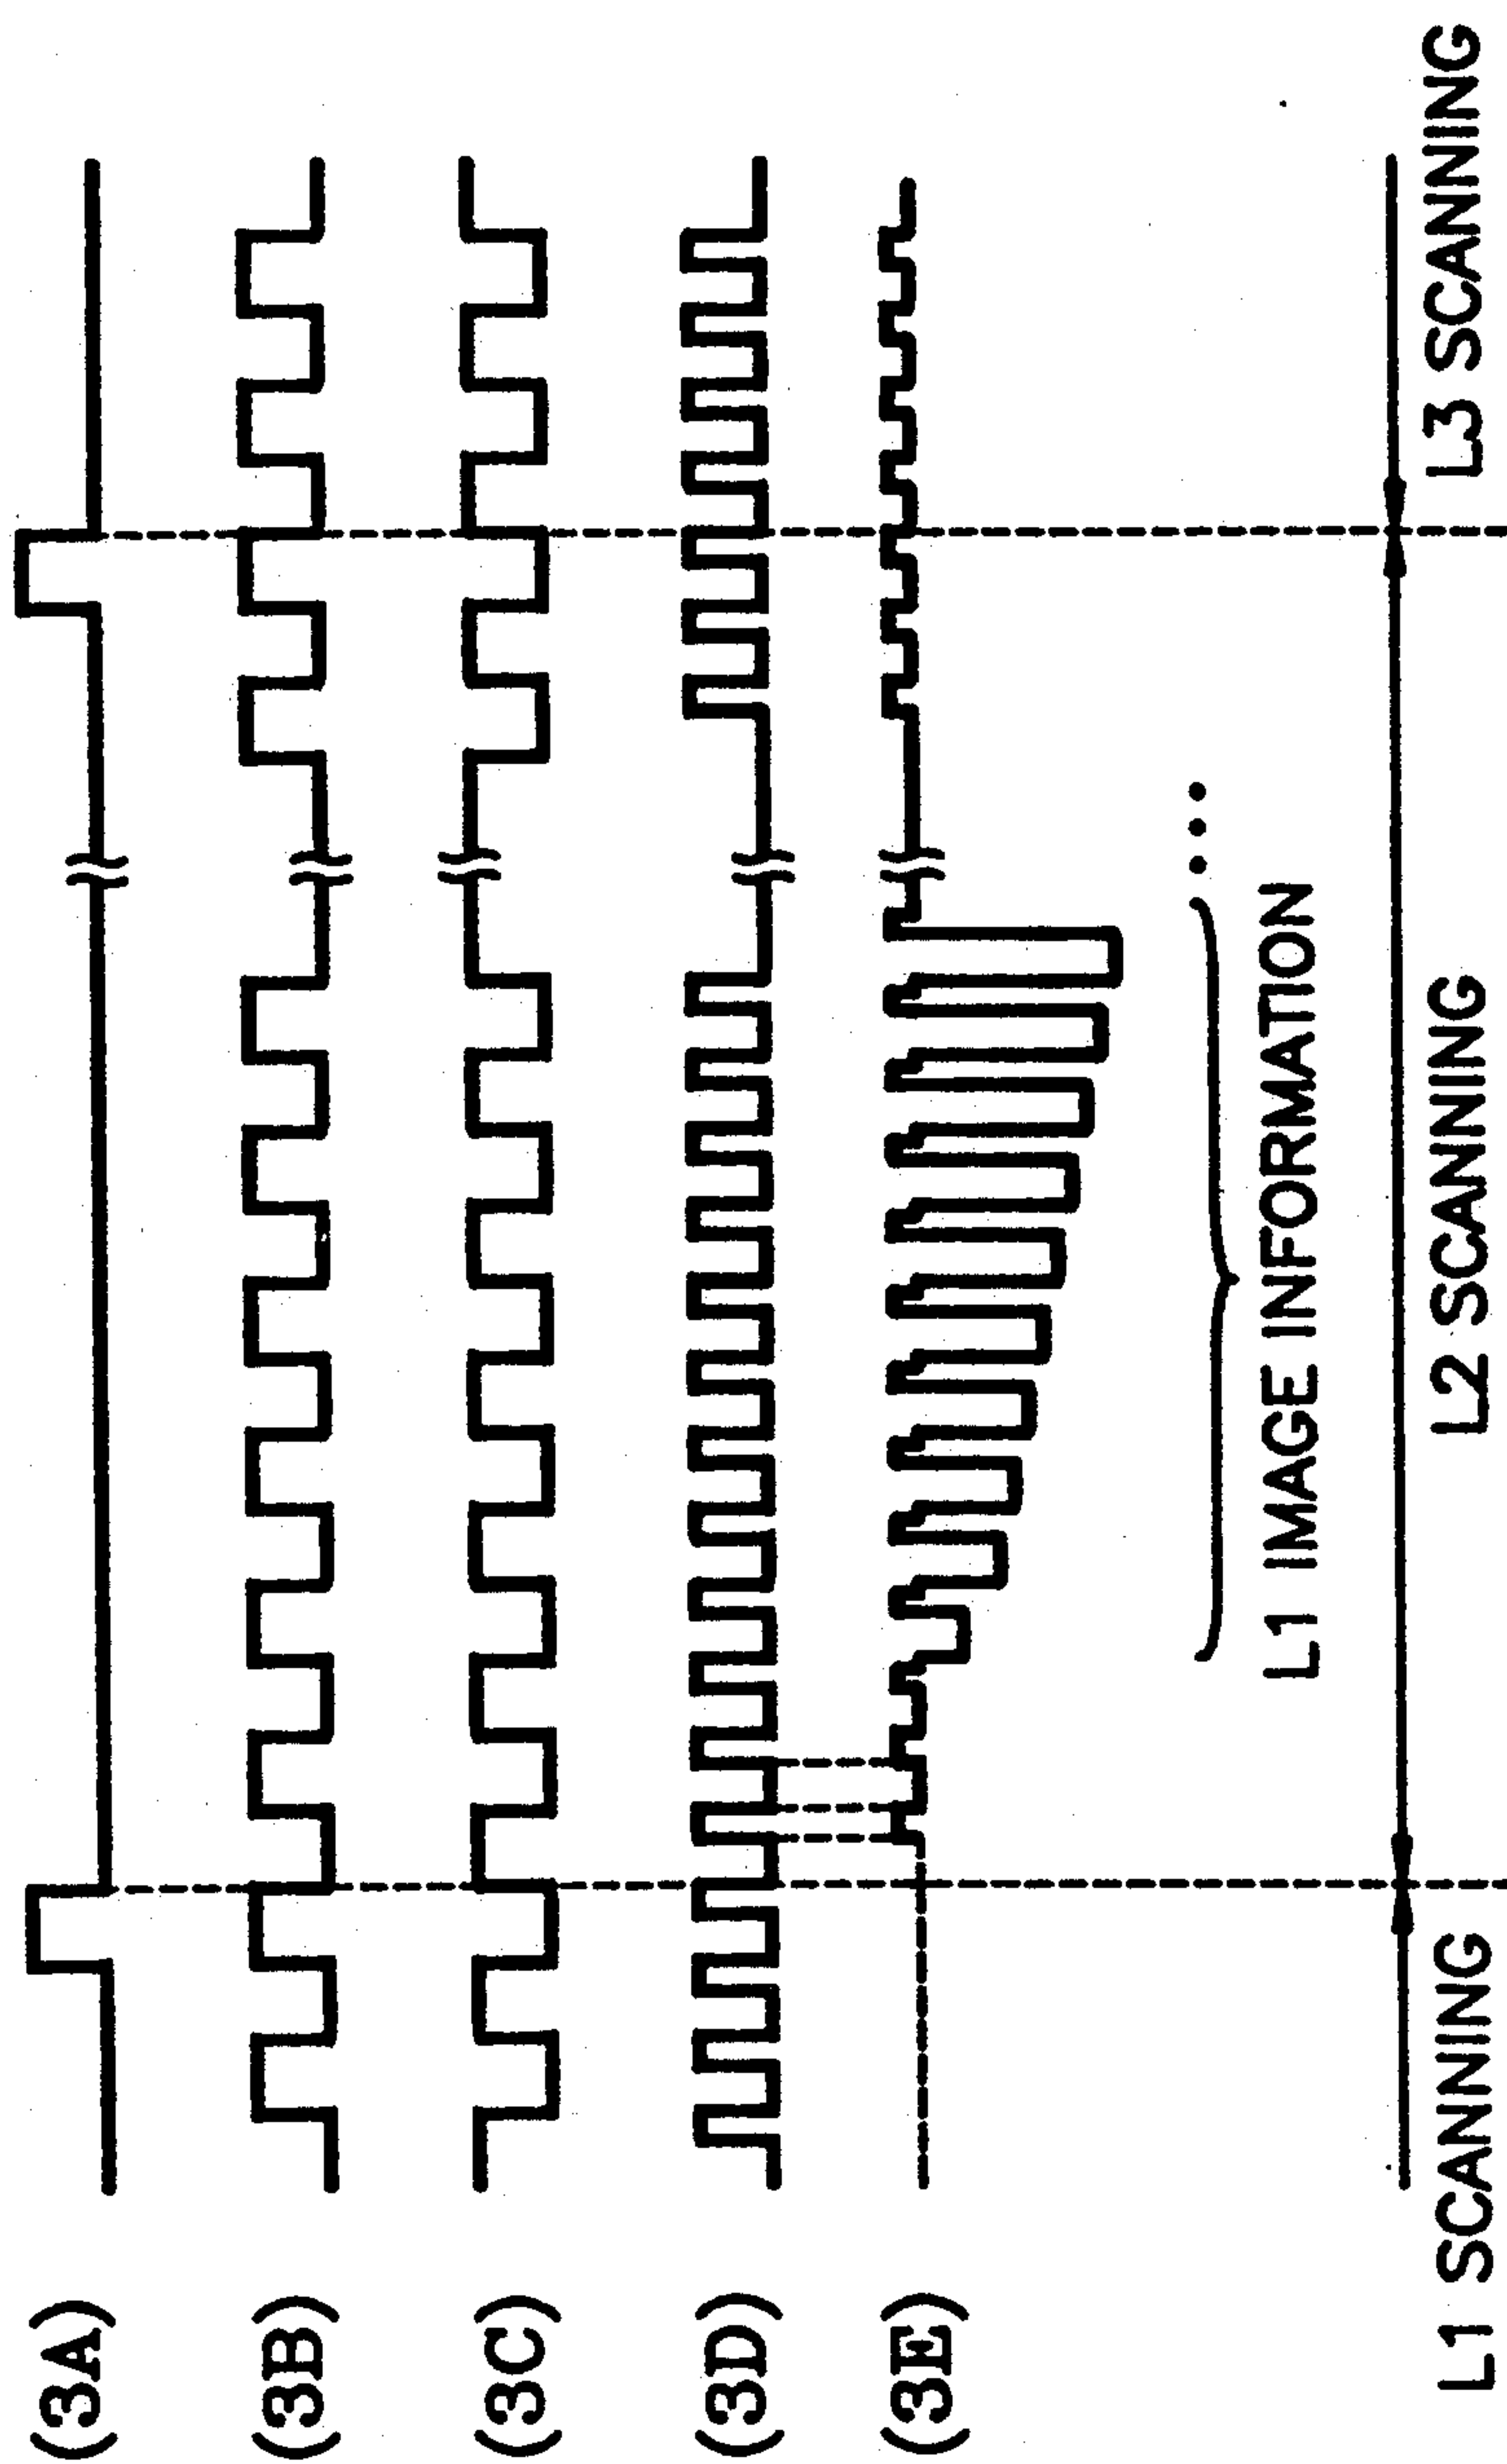 (3A)
(3B)
(3C)
(3D)
(3E)
L1 IMAGE INFORMATION
L1 SCANNING
L2 SCANNING
L3 SCANNING